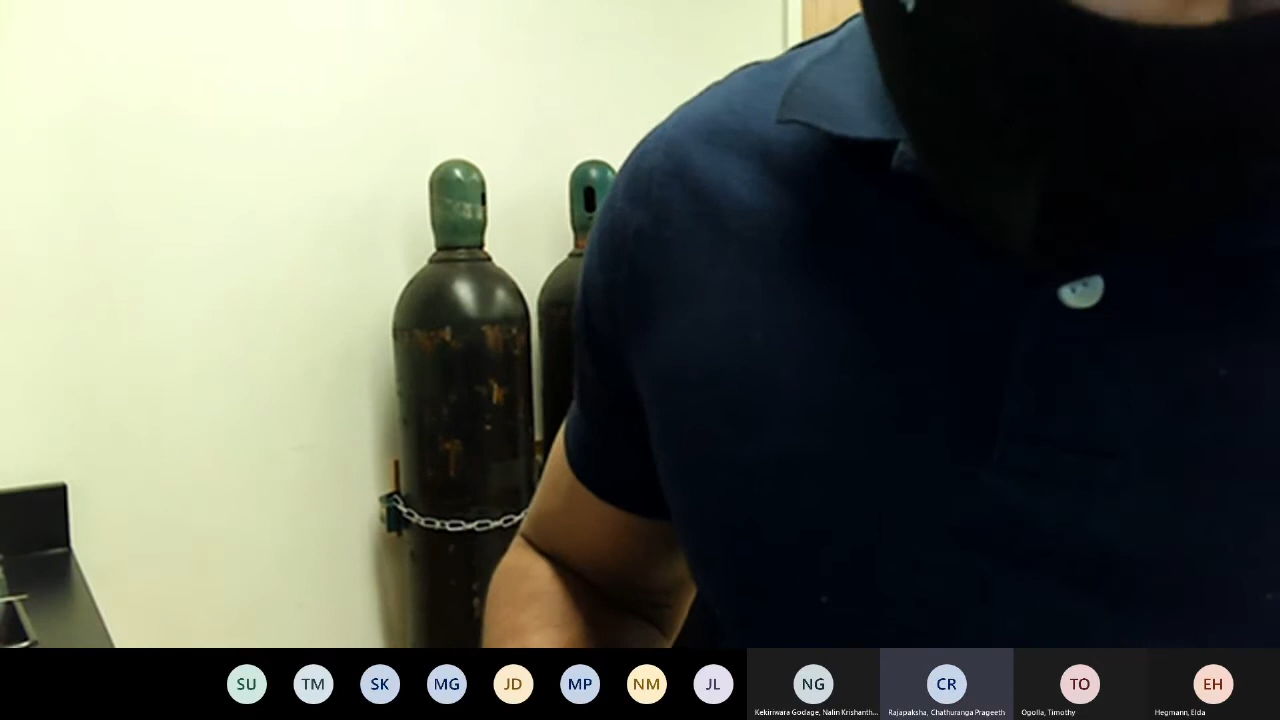 SU TM SK MG JD MP NM JL NG CR TO EH
Kekiriwara Godage, Nalin Krishanth... Rajapaksha, Chathuranga Prageeth Ogolla, Timothy Hegmann, Elda